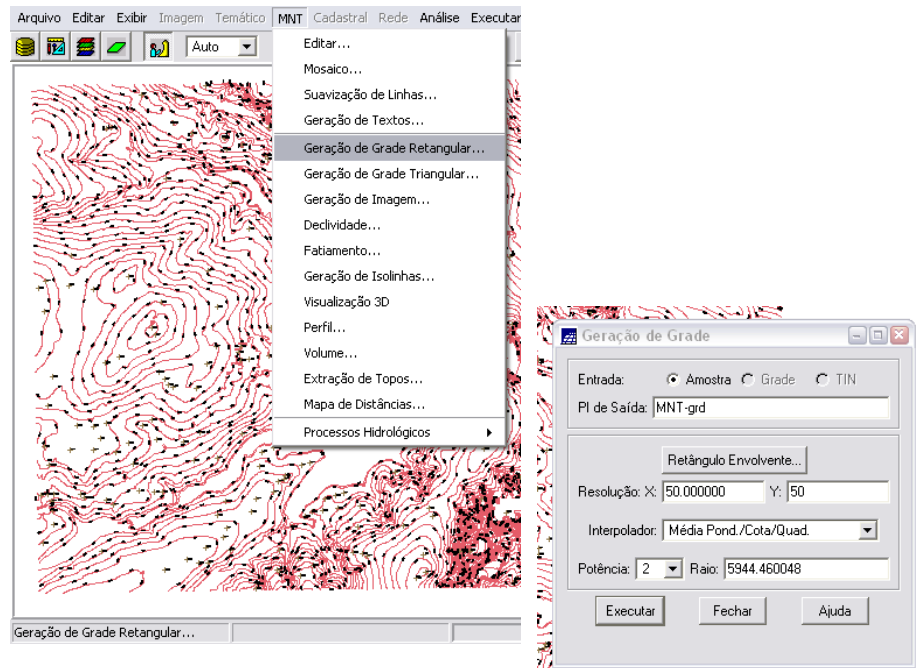 Arquivo Editar Exibir Imagem Temático MNT Cadastral Rede Análise Executar
Auto
Editar...
Mosaico...
Suavização de Linhas...
Geração de Textos...
Geração de Grade Retangular...
Geração de Grade Triangular...
Geração de Imagem...
Declividade...
Fatiamento...
Geração de Isolinhas...
Visualização 3D
Perfil...
Volume...
Extração de Topos...
Mapa de Distâncias...
Processos Hidrológicos
Geração de Grade Retangular...
Geração de Grade
Entrada: Amostra Grade TIN
PI de Saída: MNT-grd
Retângulo Envolvente...
Resolução: X: 50.000000 Y: 50
Interpolador: Média Pond./Cota/Quad.
Potência: 2 Raio: 5944.460048
Executar Fechar Ajuda